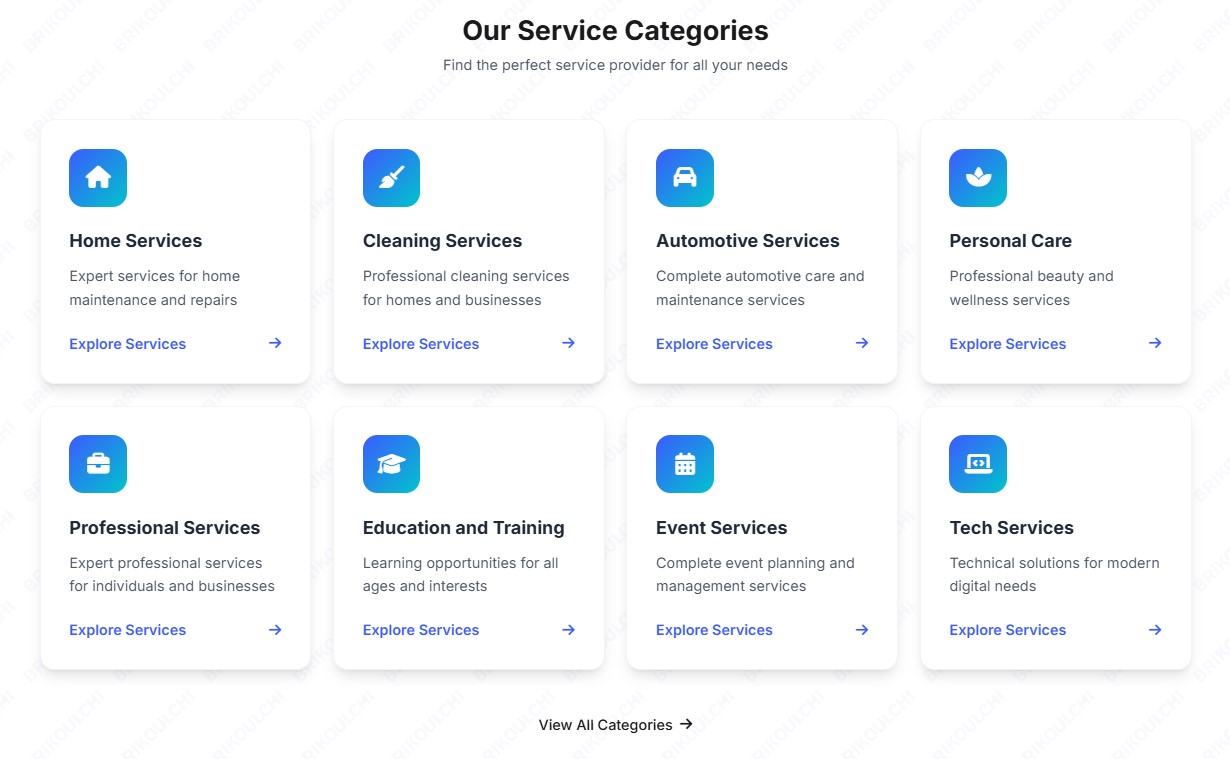 Our Service Categories
Find the perfect service provider for all your needs
Home Services
Expert services for home
maintenance and repairs
Explore Services
Cleaning Services
Professional cleaning services
for homes and businesses
Explore Services
Automotive Services
Complete automotive care and
maintenance services
Explore Services
Personal Care
Professional beauty and
wellness services
Explore Services
Professional Services
Expert professional services
for individuals and businesses
Explore Services
Education and Training
Learning opportunities for all
ages and interests
Explore Services
Event Services
Complete event planning and
management services
Explore Services
Tech Services
Technical solutions for modern
digital needs
Explore Services
View All Categories
BRIKOULCHI